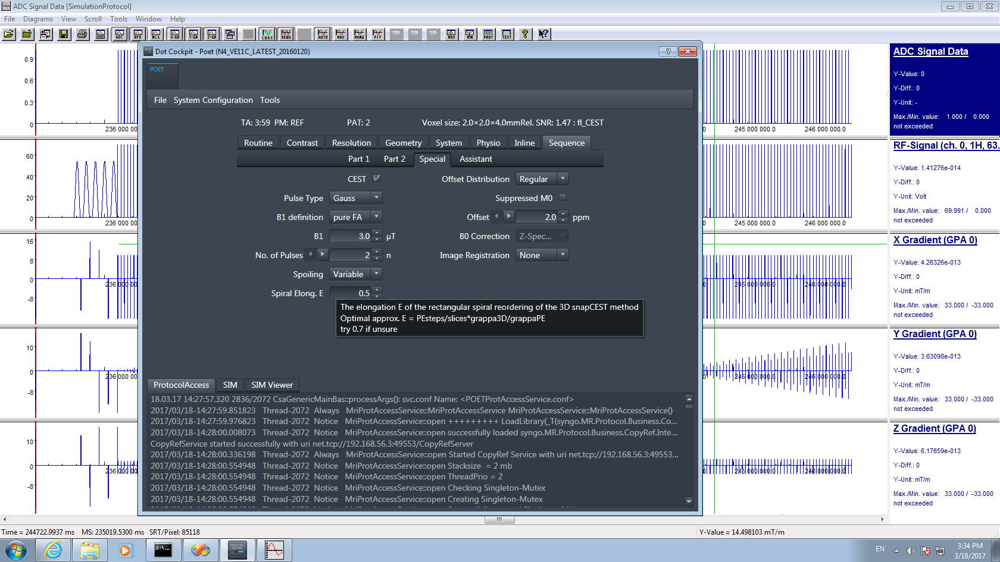 ADC Signal Data [SimulationProtocol]
File Diagrams View Scroll Tools Window Help
ADC RFD NC1 X-GR Y-GR Z-GR CURS SEQU AUTO MAX MANU FIT MAX MIN PROT TEXT
0.9
0.6
0.3
0
236 000 00
60
40
20
0
236 000 00
16
8
0
-8
236 000 00
10
0
-8
236 000 00
10
0
-8
236 000 00
Dot Cockpit - Poet (N4_VE11C_LATEST_20160120)
POET
File System Configuration Tools
TA: 3:59 PM: REF PAT: 2 Voxel size: 2.0×2.0×4.0mmRel. SNR: 1.47 : fl_CEST
Routine Contrast Resolution Geometry System Physio Inline Sequence
Part 1 Part 2 Special Assistant
CEST
Offset Distribution Regular
Pulse Type Gauss
Suppressed M0
B1 definition pure FA
Offset 2.0 ppm
B1 3.0 µT
B0 Correction Z-Spec...
No. of Pulses 2 n
Image Registration None
Spoiling Variable
Spiral Elong. E 0.5
The elongation E of the rectangular spiral reordering of the 3D snapCEST method
Optimal approx. E = PEsteps/slices*grappa3D/grappaPE
try 0.7 if unsure
ProtocolAccess SIM SIM Viewer
18.03.17 14:27:57.320 2836/2072 CsaGenericMainBas::processArgs(): svc.conf Name: <POETProtAccessService.conf>
2017/03/18-14:27:59.851823 Thread-2072 Always MriProtAccessService::MriProtAccessService MriProtAccessService::MriProtAccessService()
2017/03/18-14:27:59.976823 Thread-2072 Notice MriProtAccessService::open +++++++++ LoadLibrary(_T(syngo.MR.Protocol.Business.Co...
2017/03/18-14:28:00.008073 Thread-2072 Notice MriProtAccessService::open successfully loaded syngo.MR.Protocol.Business.CopyRef.Inte...
CopyRefService started successfully with uri net.tcp://192.168.56.3:49553/CopyRefServer
2017/03/18-14:28:00.336198 Thread-2072 Always MriProtAccessService::open Started CopyRef Service with uri net.tcp://192.168.56.3:49553...
2017/03/18-14:28:00.554948 Thread-2072 Notice MriProtAccessService::open Stacksize = 2 mb
2017/03/18-14:28:00.554948 Thread-2072 Notice MriProtAccessService::open ThreadPrio = 2
2017/03/18-14:28:00.554948 Thread-2072 Notice MriProtAccessService::open Checking Singleton-Mutex
2017/03/18-14:28:00.554948 Thread-2072 Notice MriProtAccessService::open Creating Singleton-Mutex
0 245 000 000.0 246 000 000.0
0 245 000 000.0 246 000 000.0
0 245 000 000.0 246 000 000.0
0 245 000 000.0 246 000 000.0
0 245 000 000.0 246 000 000.0
ADC Signal Data
Y-Value: 0
Y-Diff.: 0
Y-Unit: -
Max./Min. value: 1.000 / 0.000
not exceeded
RF-Signal (ch. 0, 1H, 63.
Y-Value: 1.41276e-014
Y-Diff.: 0
Y-Unit: Volt
Max./Min. value: 69.991 / 0.000
not exceeded
X Gradient (GPA 0)
Y-Value: 4.26326e-013
Y-Diff.: 0
Y-Unit: mT/m
Max./Min. value: 33.000 / -33.000
not exceeded
Y Gradient (GPA 0)
Y-Value: 3.63098e-013
Y-Diff.: 0
Y-Unit: mT/m
Max./Min. value: 33.000 / -33.000
not exceeded
Z Gradient (GPA 0)
Y-Value: 6.17659e-013
Y-Diff.: 0
Y-Unit: mT/m
Max./Min. value: 33.000 / -33.000
not exceeded
Time = 244722.9937 ms MS: 235019.5300 ms SRT/Pixel: 85118
Y-Value = 14.498103 mT/m
EN
3:34 PM
3/18/2017